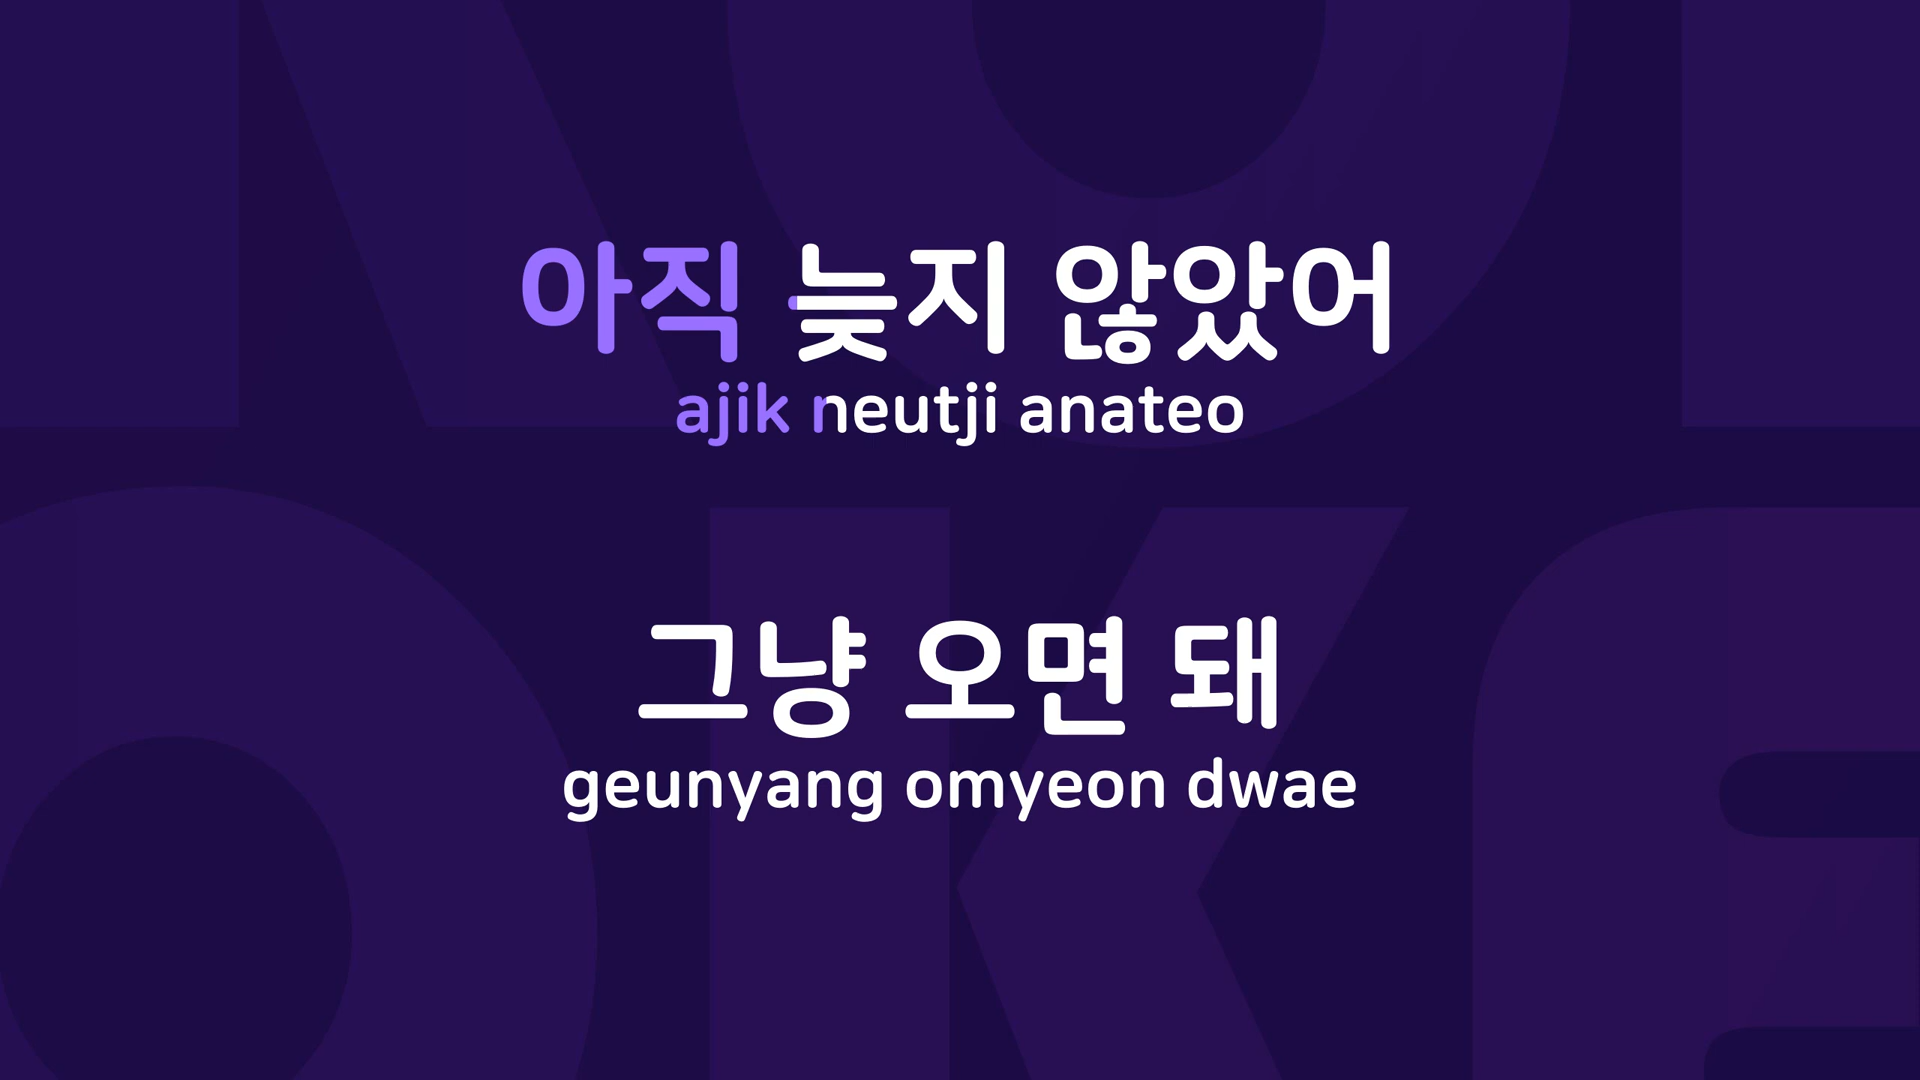 아직 늦지 않았어
ajik neutji anateo
그냥 오면 돼
geunyang omyeon dwae